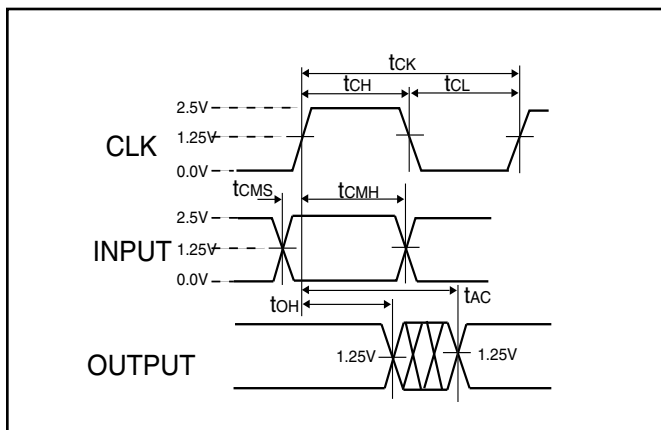 tCK
tCH tCL
2.5V
CLK 1.25V
0.0V
tCMS tCMH
2.5V
INPUT 1.25V
0.0V
tOH tAC
OUTPUT 1.25V 1.25V